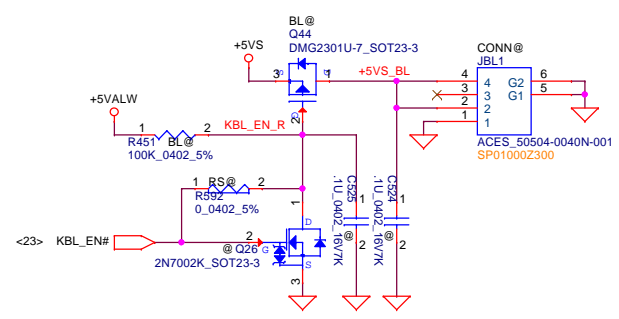 BL@
Q44
DMG2301U-7_SOT23-3
+5VS
3
1
+5VS_BL
2
CONN@
JBL1
4
3
2
1
4
3
2
1
G2
G1
6
5
ACES_50504-0040N-001
SP01000Z300
+5VALW
1
2
KBL_EN_R
R451
BL@
100K_0402_5%
1
RS@
2
R592
0_0402_5%
<23>
KBL_EN#
2
G
1
D
S
3
@
Q26
2N7002K_SOT23-3
C525
.1U_0402_16V7K
@
1
2
C524
.1U_0402_16V7K
@
1
2